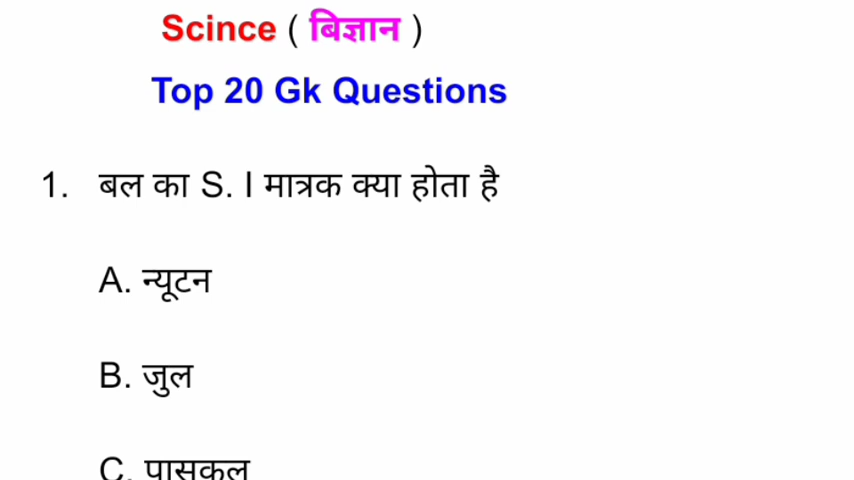 Scince ( बिज्ञान )
Top 20 Gk Questions
1. बल का S. I मात्रक क्या होता है
A. न्यूटन
B. जुल
C. पासकल